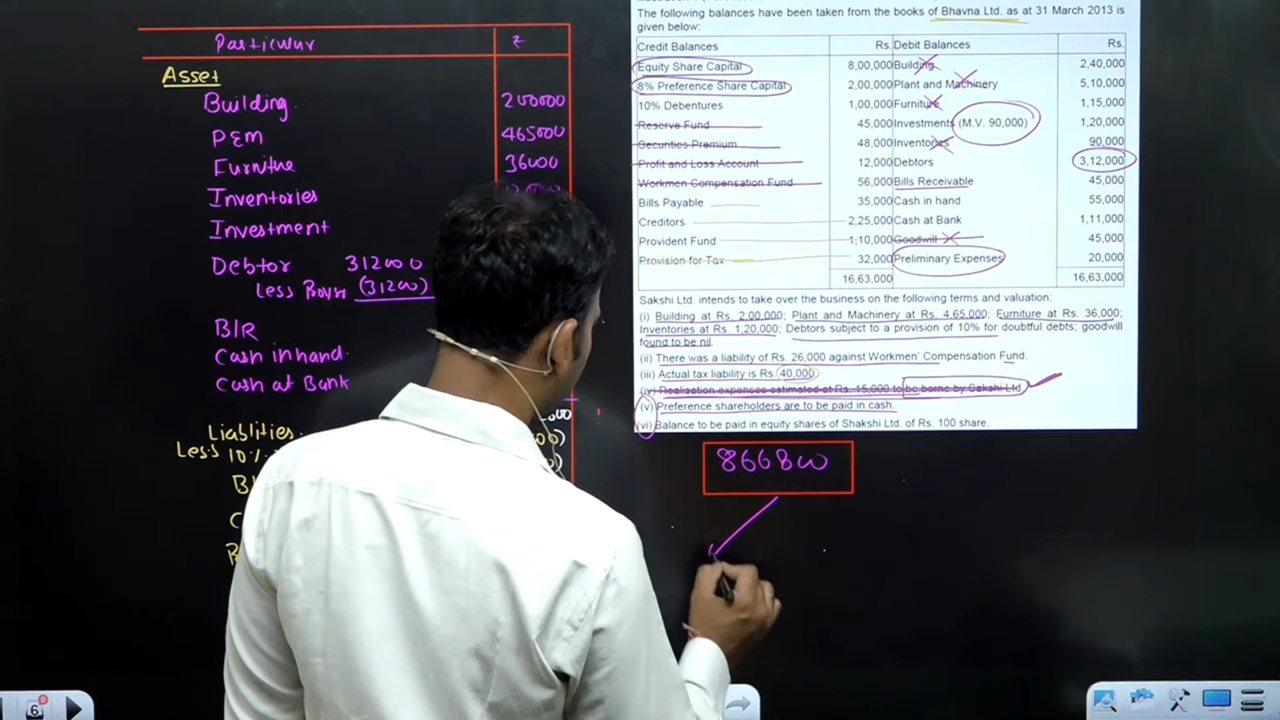 Particular ₹
Asset
Building 200000
P&M 465000
Furniture 36000
Inventories
Investment
Debtor 312000
Less (31200)
B/R
Cash in hand
Cash at Bank
Liablities
Less 10%
The following balances have been taken from the books of Bhavna Ltd. as at 31 March 2013 is
given below:
Credit Balances Rs. Debit Balances Rs.
Equity Share Capital 8,00,000 Building 2,40,000
8% Preference Share Capital 2,00,000 Plant and Machinery 5,10,000
10% Debentures 1,00,000 Furniture 1,15,000
Reserve Fund 45,000 Investments (M.V. 90,000) 1,20,000
Securities Premium 48,000 Inventories 90,000
Profit and Loss Account 12,000 Debtors 3,12,000
Workmen Compensation Fund 56,000 Bills Receivable 45,000
Bills Payable 35,000 Cash in hand 55,000
Creditors 2,25,000 Cash at Bank 1,11,000
Provident Fund 1,10,000 Goodwill 45,000
Provision for Tax 32,000 Preliminary Expenses 20,000
16,63,000 16,63,000
Sakshi Ltd. intends to take over the business on the following terms and valuation:
(i) Building at Rs. 2,00,000; Plant and Machinery at Rs. 4,65,000; Furniture at Rs. 36,000;
Inventories at Rs. 1,20,000; Debtors subject to a provision of 10% for doubtful debts; goodwill
found to be nil.
(ii) There was a liability of Rs. 26,000 against Workmen' Compensation Fund.
(iii) Actual tax liability is Rs. 40,000
(iv) Realisation expenses estimated at Rs. 15,000 to be borne by Sakshi Ltd
(v) Preference shareholders are to be paid in cash.
(vi) Balance to be paid in equity shares of Shakshi Ltd. of Rs. 100 share.
866800
6